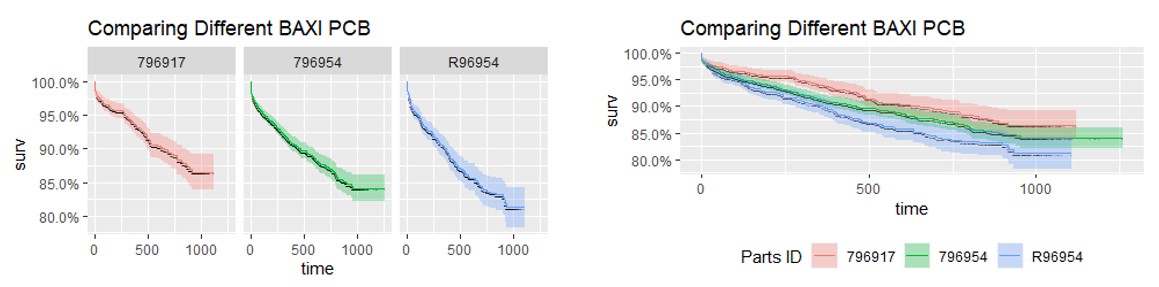 Comparing Different BAXI PCB
796917 796954 R96954
100.0%
95.0%
90.0%
85.0%
80.0%
surv
0 500 1000 0 500 1000 0 500 1000
time
Comparing Different BAXI PCB
100.0%
95.0%
90.0%
85.0%
80.0%
surv
0 500 1000
time
Parts ID 796917 796954 R96954